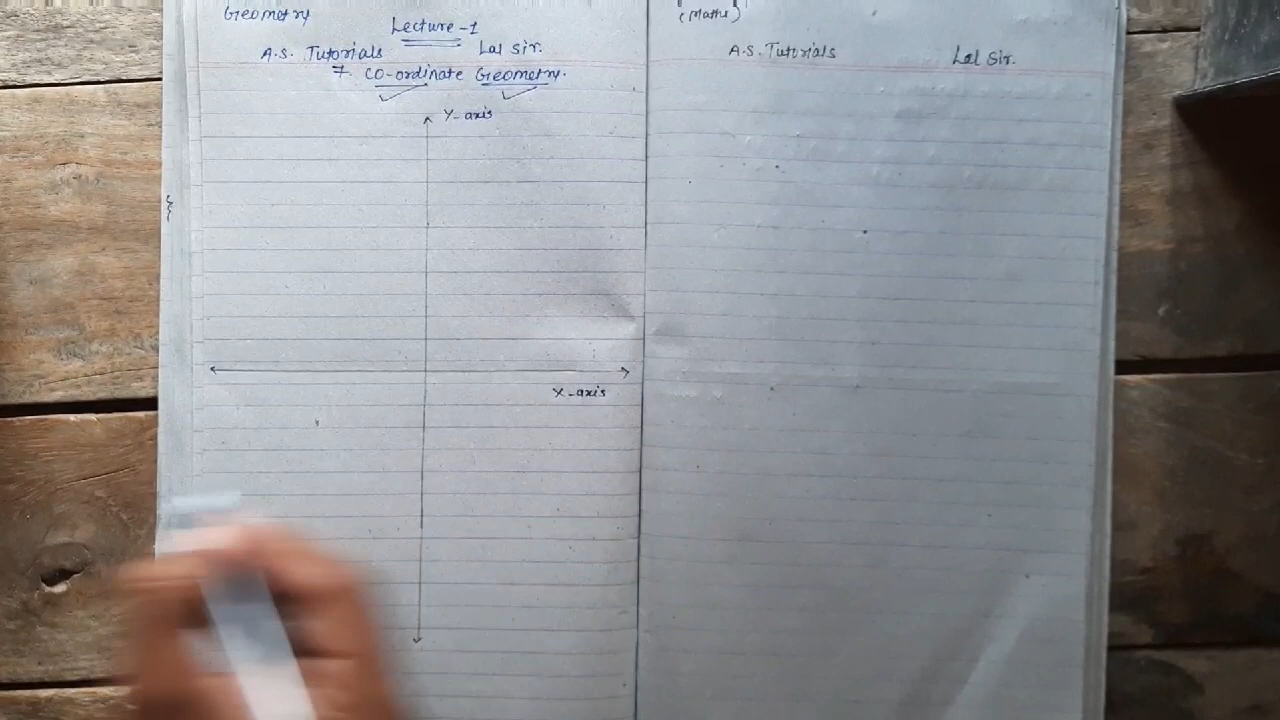 Geometry
Lecture-1
A.S. Tutorials Lal Sir.
7. Co-ordinate Geometry.
Y-axis
X-axis
(Maths)
A.S. Tutorials Lal Sir.